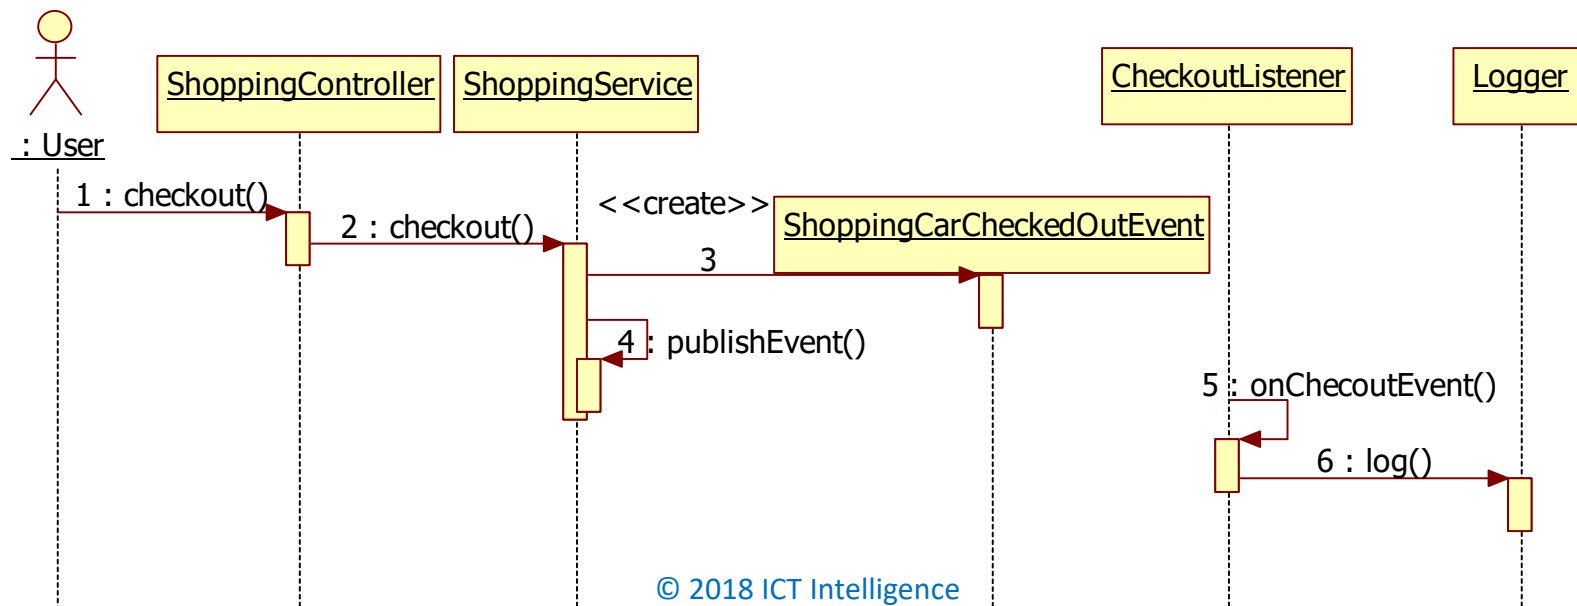 : User
ShoppingController
ShoppingService
CheckoutListener
Logger
1 : checkout()
2 : checkout()
<<create>>
ShoppingCarCheckedOutEvent
3
4 : publishEvent()
5 : onChecoutEvent()
6 : log()
© 2018 ICT Intelligence